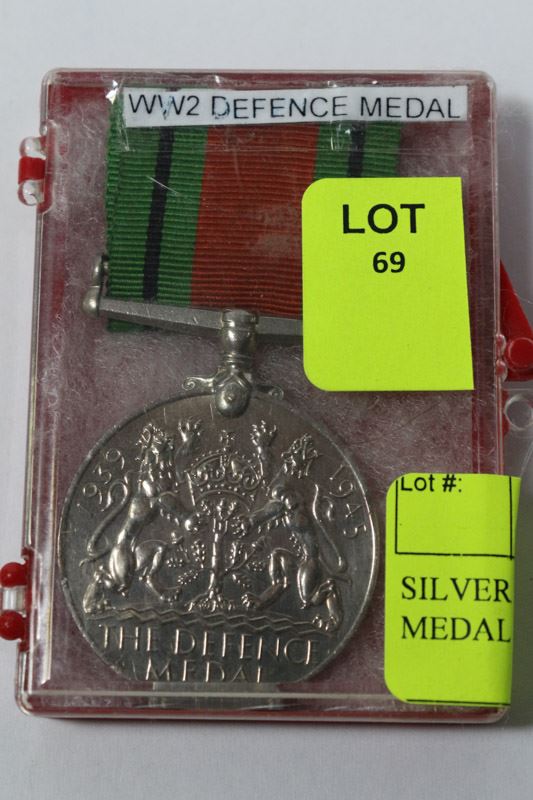 WW2 DEFENCE MEDAL
LOT
69
1939
1945
THE DEFENCE
MEDAL
Lot #:
SILVER
MEDAL